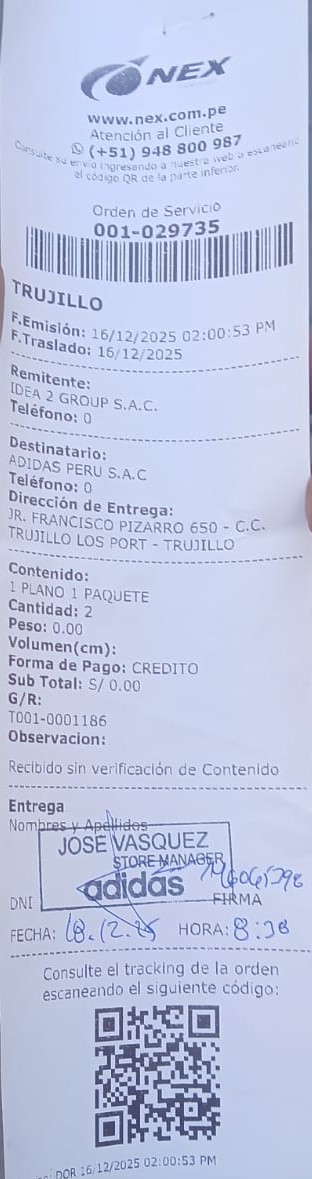 NEX
www.nex.com.pe
Atención al Cliente
(+51) 948 800 987
Consulte su envío ingresando a nuestra web o escaneando
el código QR de la parte inferior.
Orden de Servicio
001-029735
TRUJILLO
F.Emisión: 16/12/2025 02:00:53 PM
F.Traslado: 16/12/2025
Remitente:
IDEA 2 GROUP S.A.C.
Teléfono: 0
Destinatario:
ADIDAS PERU S.A.C
Teléfono: 0
Dirección de Entrega:
JR. FRANCISCO PIZARRO 650 - C.C.
TRUJILLO LOS PORT - TRUJILLO
Contenido:
1 PLANO 1 PAQUETE
Cantidad: 2
Peso: 0.00
Volumen(cm):
Forma de Pago: CREDITO
Sub Total: S/ 0.00
G/R:
T001-0001186
Observacion:
Recibido sin verificación de Contenido
Entrega
Nombres y Apellidos
JOSE VASQUEZ
STORE MANAGER
adidas
DNI
FIRMA
FECHA: 18.12.25 HORA: 8:38
Consulte el tracking de la orden
escaneando el siguiente código:
DOR 16/12/2025 02:00:53 PM